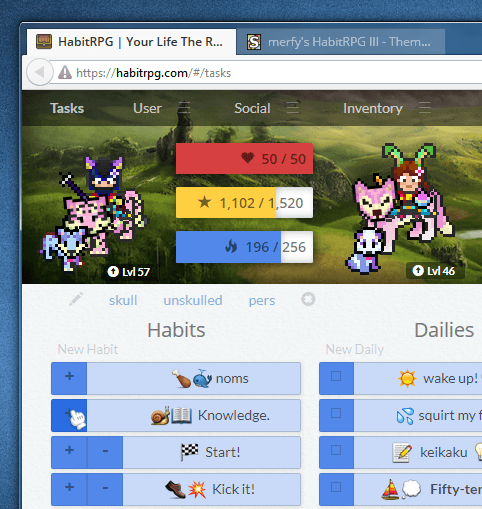 HabitRPG | Your Life The R...
merfy's HabitRPG III - Them...
https://habitrpg.com/#/tasks
Tasks User Social Inventory
50 / 50
1,102 / 1,520
196 / 256
Lvl 57
Lvl 46
skull unskulled pers
Habits
New Habit
+ noms
+ Knowledge.
+ - Start!
+ - Kick it!
Dailies
New Daily
wake up!
squirt my
keikaku
Fifty-ter